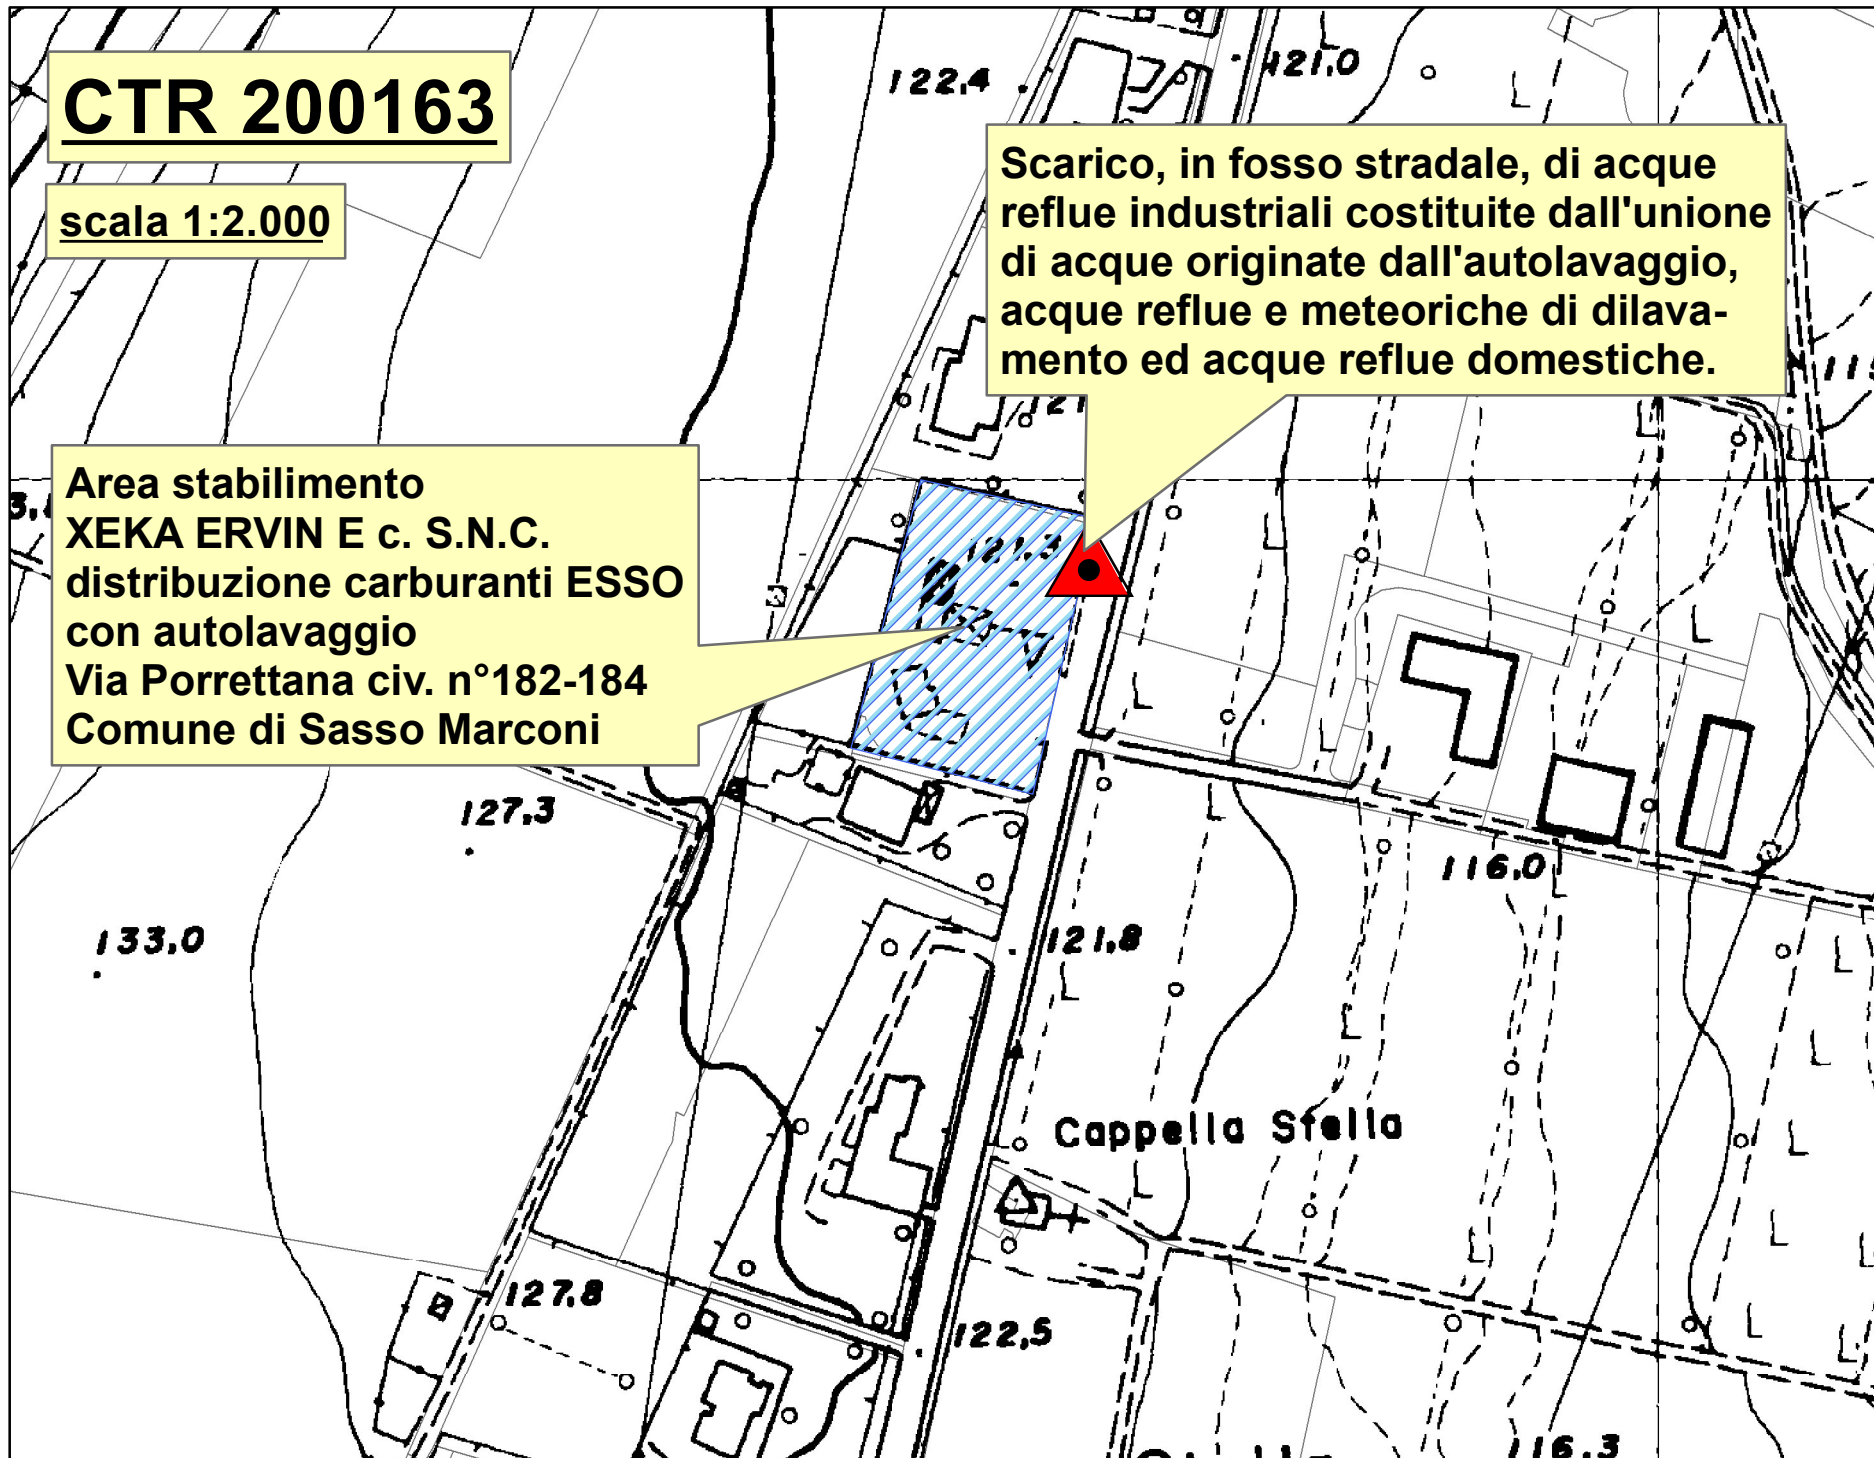 CTR 200163
scala 1:2.000
122,4
121,0
Scarico, in fosso stradale, di acque
reflue industriali costituite dall'unione
di acque originate dall'autolavaggio,
acque reflue e meteoriche di dilava-
mento ed acque reflue domestiche.
Area stabilimento
XEKA ERVIN E c. S.N.C.
distribuzione carburanti ESSO
con autolavaggio
Via Porrettana civ. n°182-184
Comune di Sasso Marconi
121,3
127,3
116,0
133,0
121,8
Cappella Stella
127,8
122,5
116,3